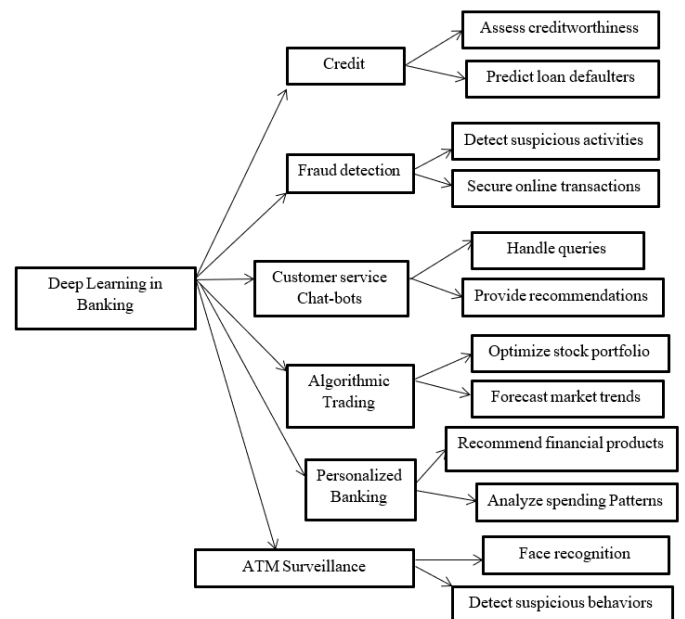 Assess creditworthiness
Credit
Predict loan defaulters
Detect suspicious activities
Fraud detection
Secure online transactions
Handle queries
Deep Learning in
Banking
Customer service
Chat-bots
Provide recommendations
Optimize stock portfolio
Algorithmic
Trading
Forecast market trends
Recommend financial products
Personalized
Banking
Analyze spending Patterns
Face recognition
ATM Surveillance
Detect suspicious behaviors